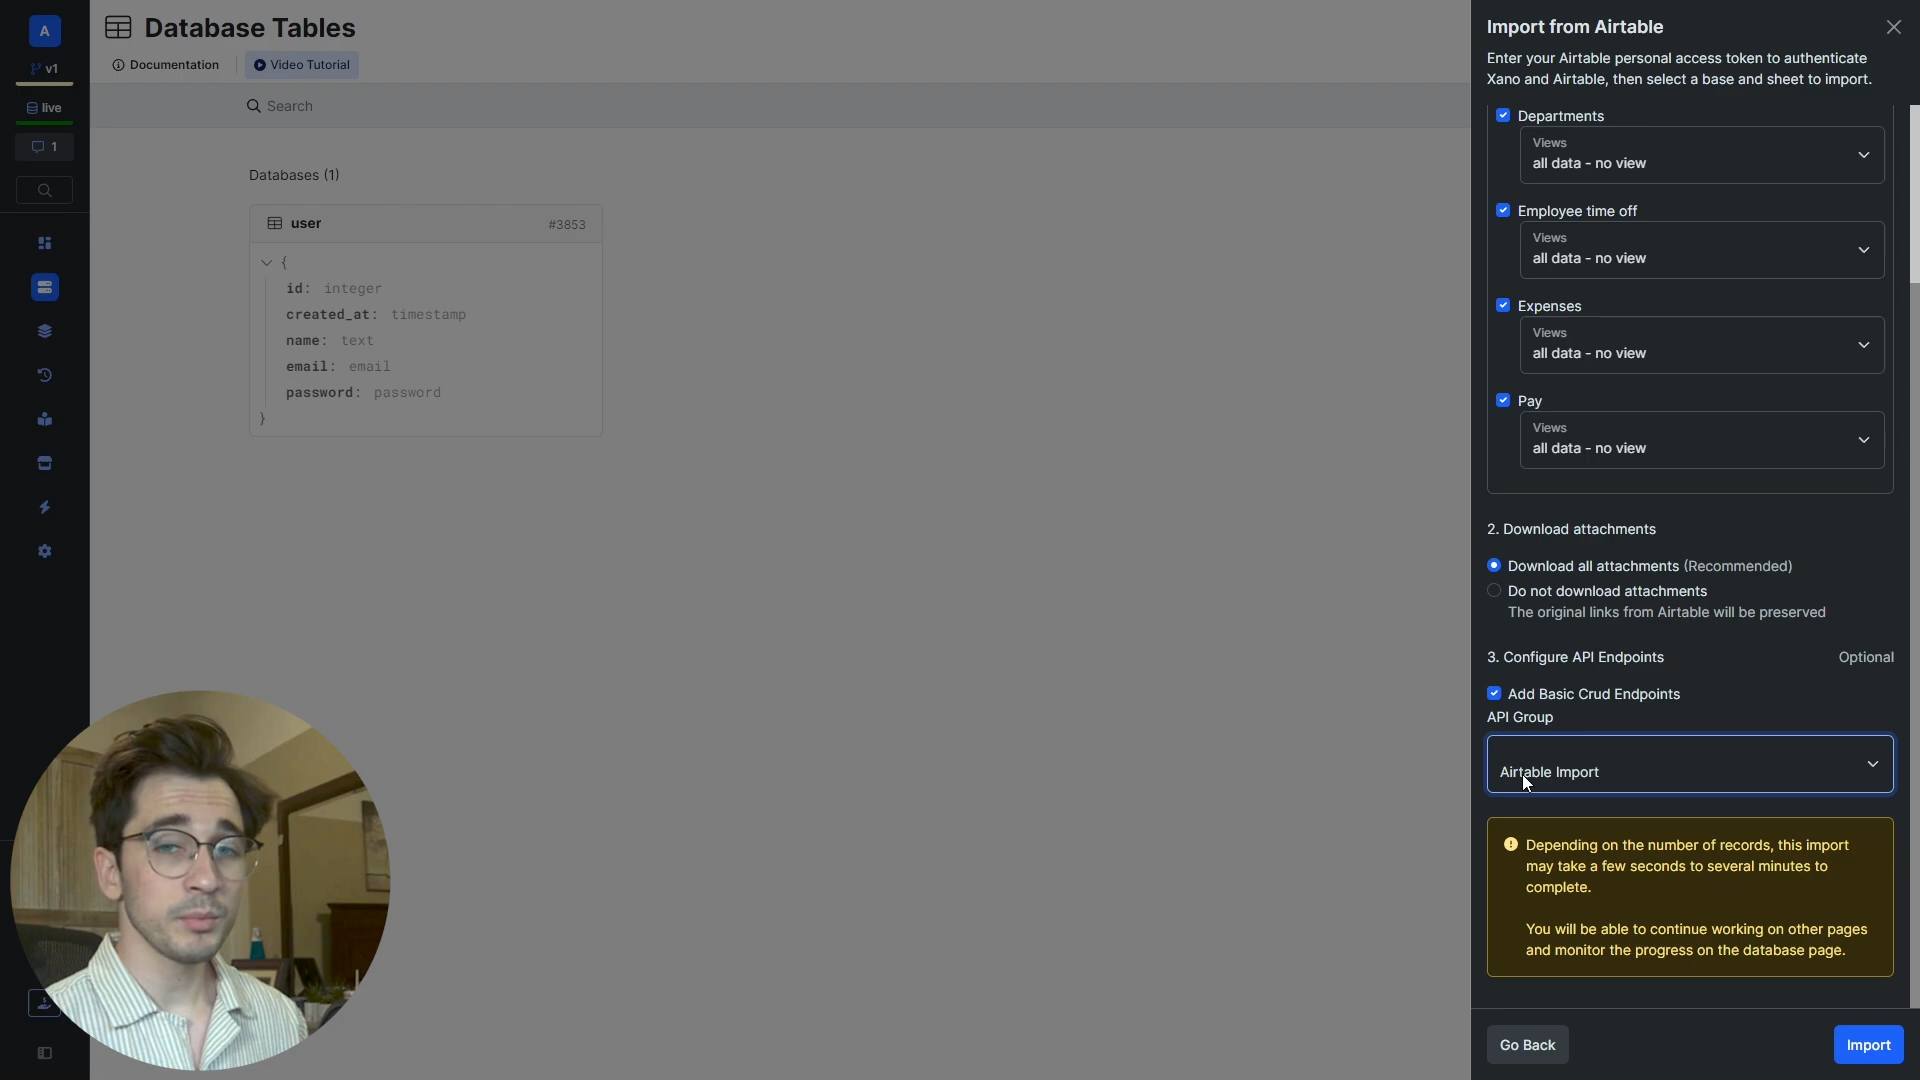 A
v1
live
1
Database Tables
Documentation
Video Tutorial
Search
Databases (1)
user
#3853
{
id: integer
created_at: timestamp
name: text
email: email
password: password
}
Import from Airtable
Enter your Airtable personal access token to authenticate
Xano and Airtable, then select a base and sheet to import.
Departments
Views
all data - no view
Employee time off
Views
all data - no view
Expenses
Views
all data - no view
Pay
Views
all data - no view
2. Download attachments
Download all attachments (Recommended)
Do not download attachments
The original links from Airtable will be preserved
3. Configure API Endpoints
Optional
Add Basic Crud Endpoints
API Group
Airtable Import
Depending on the number of records, this import
may take a few seconds to several minutes to
complete.
You will be able to continue working on other pages
and monitor the progress on the database page.
Go Back
Import